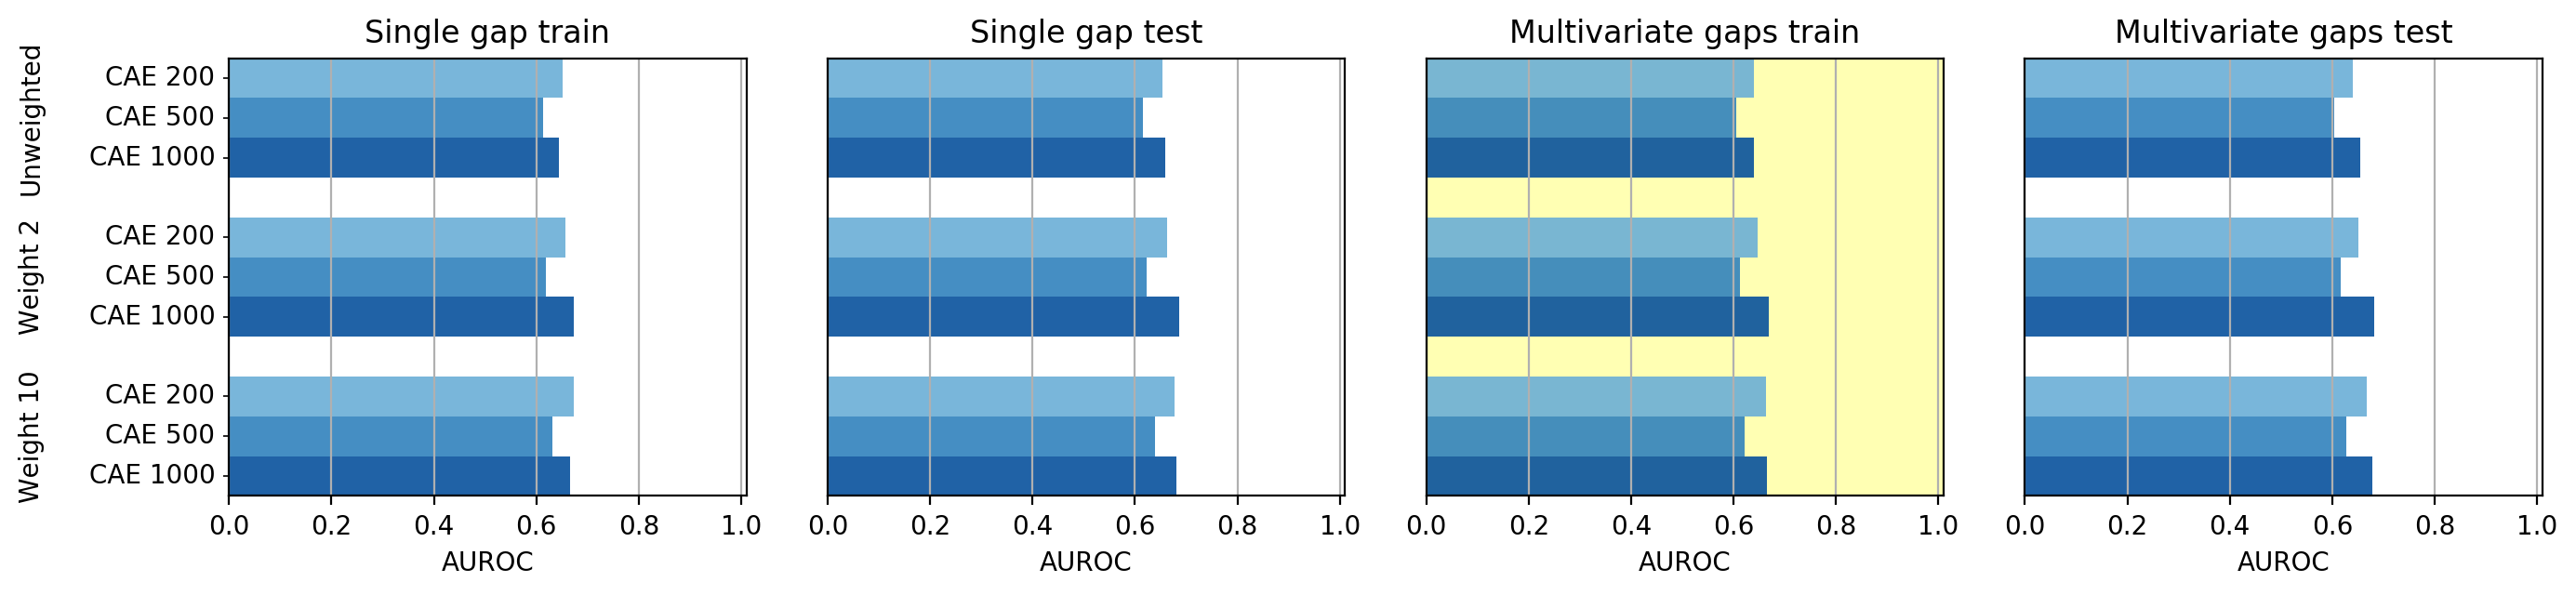 Single gap train
Single gap test
Multivariate gaps train
Multivariate gaps test
Unweighted
CAE 200
CAE 500
CAE 1000
Weight 2
CAE 200
CAE 500
CAE 1000
Weight 10
CAE 200
CAE 500
CAE 1000
0.0 0.2 0.4 0.6 0.8 1.0
0.0 0.2 0.4 0.6 0.8 1.0
0.0 0.2 0.4 0.6 0.8 1.0
0.0 0.2 0.4 0.6 0.8 1.0
AUROC
AUROC
AUROC
AUROC